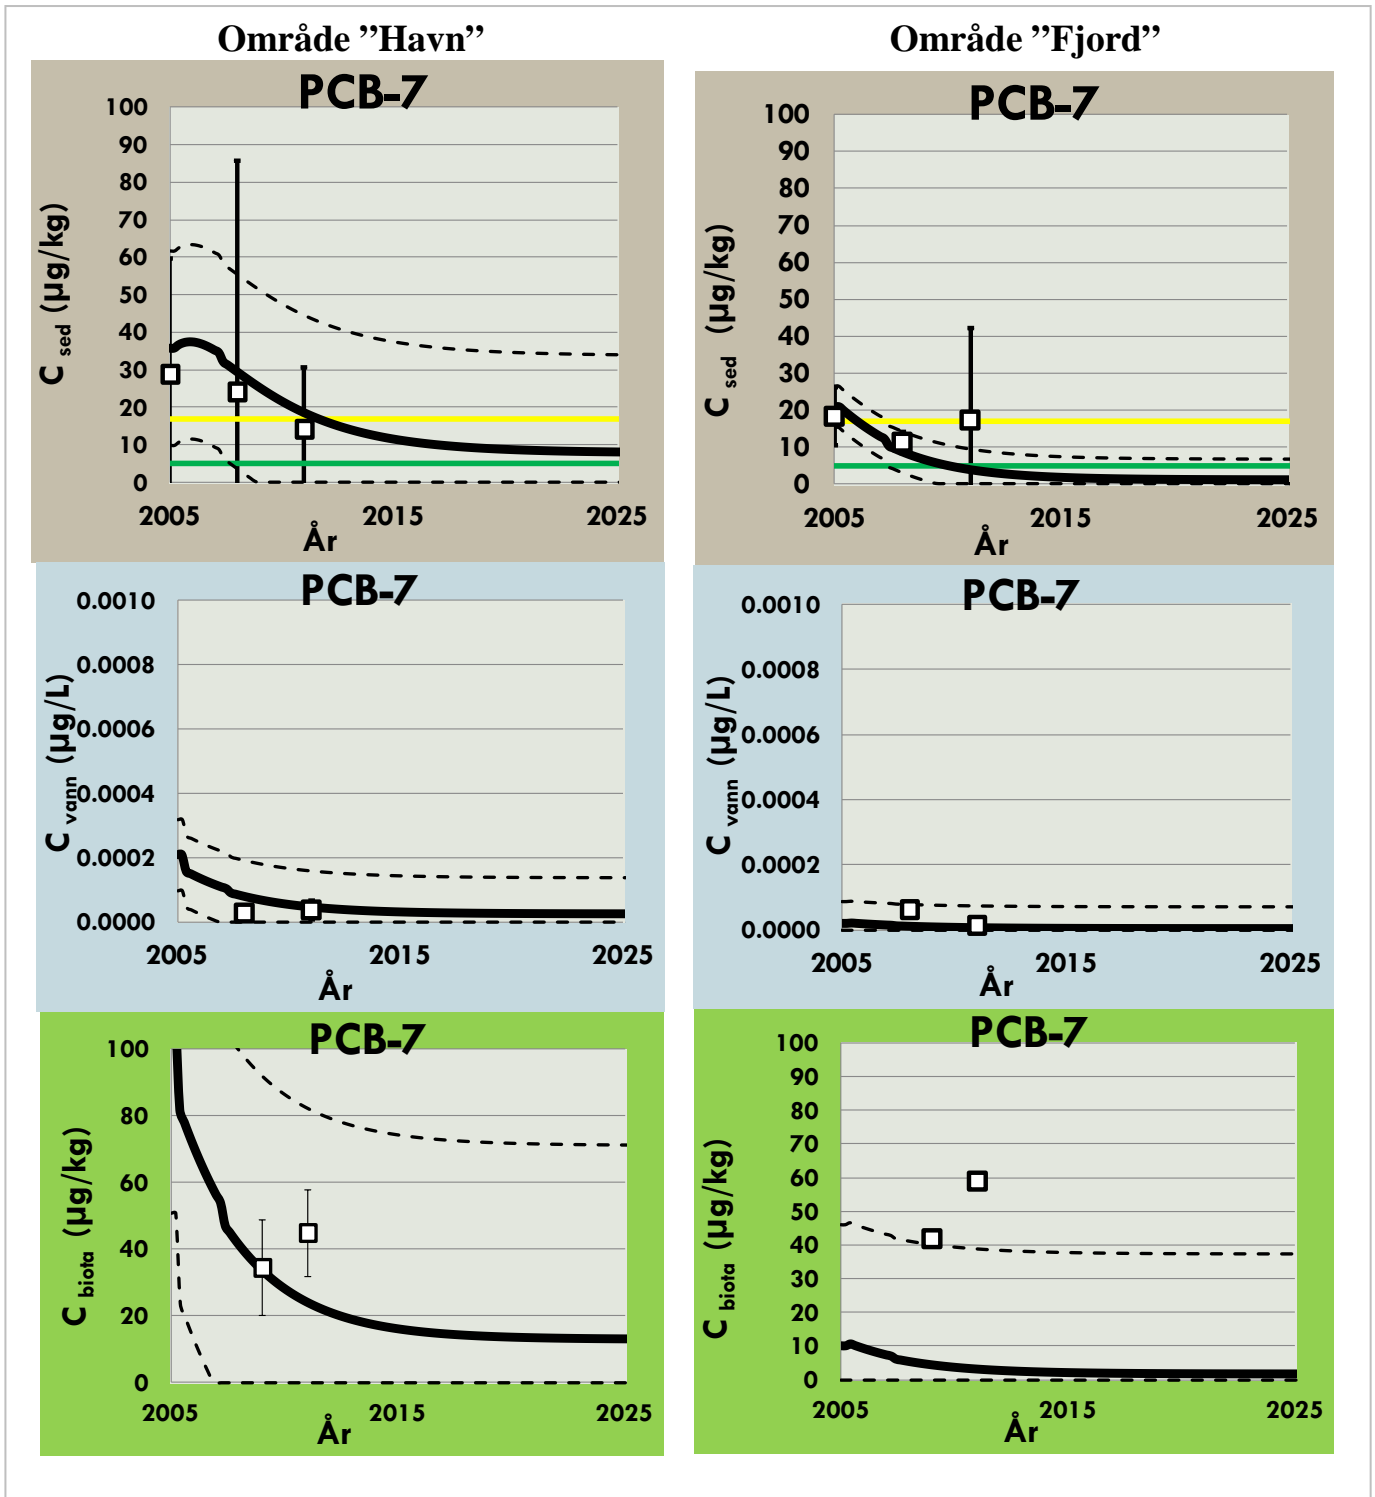 Område ”Havn”
Område ”Fjord”
PCB-7
100
90
80
70
60
50
40
30
20
10
0
C sed (µg/kg)
2005 2015 2025
År
PCB-7
100
90
80
70
60
50
40
30
20
10
0
C sed (µg/kg)
2005 2015 2025
År
PCB-7
0.0010
0.0008
0.0006
0.0004
0.0002
0.0000
C vann (µg/L)
2005 2015 2025
År
PCB-7
0.0010
0.0008
0.0006
0.0004
0.0002
0.0000
C vann (µg/L)
2005 2015 2025
År
PCB-7
100
80
60
40
20
0
C biota (µg/kg)
2005 2015 2025
År
PCB-7
100
90
80
70
60
50
40
30
20
10
0
C biota (µg/kg)
2005 2015 2025
År